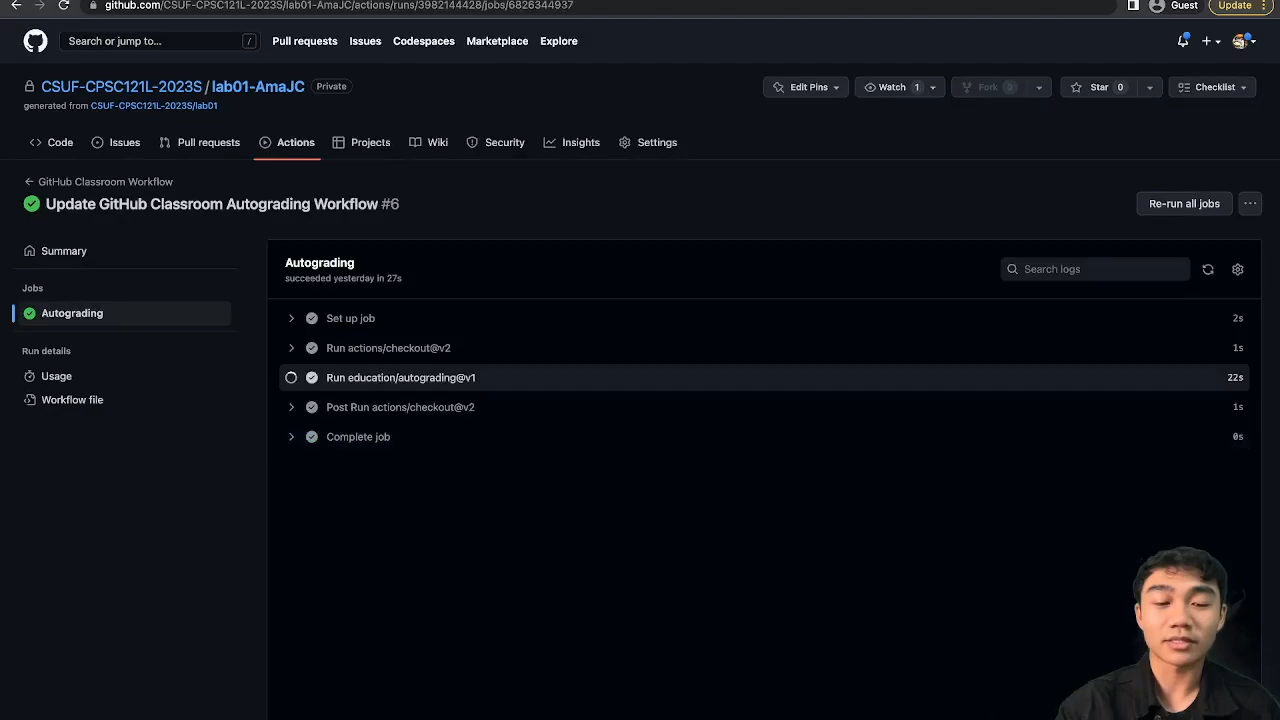 github.com/CSUF-CPSC121L-2023S/lab01-AmaJC/actions/runs/3982144428/jobs/6826344937
Guest
Update
Search or jump to... /
Pull requests Issues Codespaces Marketplace Explore
CSUF-CPSC121L-2023S / lab01-AmaJC Private
generated from CSUF-CPSC121L-2023S/lab01
Edit Pins Watch 1 Fork Star 0 Checklist
Code Issues Pull requests Actions Projects Wiki Security Insights Settings
GitHub Classroom Workflow
Update GitHub Classroom Autograding Workflow #6
Re-run all jobs ...
Summary
Jobs
Autograding
Run details
Usage
Workflow file
Autograding
succeeded yesterday in 27s
Search logs
Set up job 2s
Run actions/checkout@v2 1s
Run education/autograding@v1 22s
Post Run actions/checkout@v2 1s
Complete job 0s